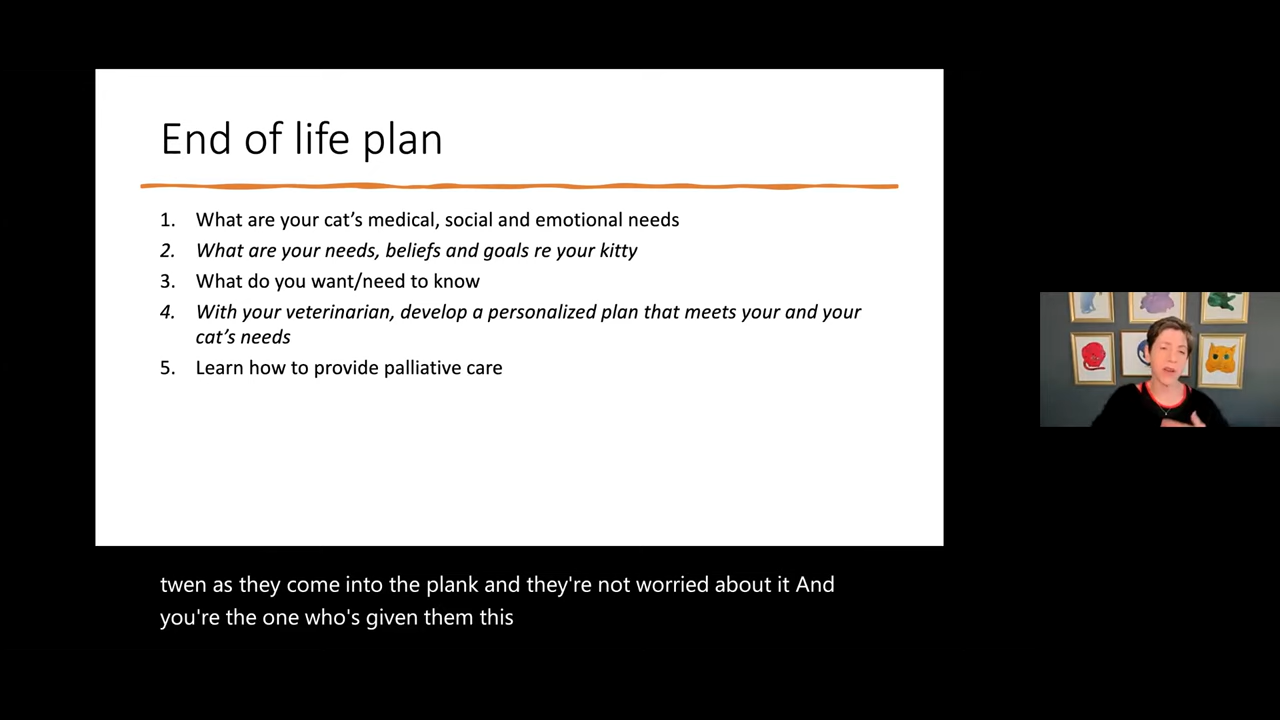 End of life plan
1. What are your cat's medical, social and emotional needs
2. What are your needs, beliefs and goals re your kitty
3. What do you want/need to know
4. With your veterinarian, develop a personalized plan that meets your and your
cat's needs
5. Learn how to provide palliative care
twen as they come into the plank and they're not worried about it And
you're the one who's given them this